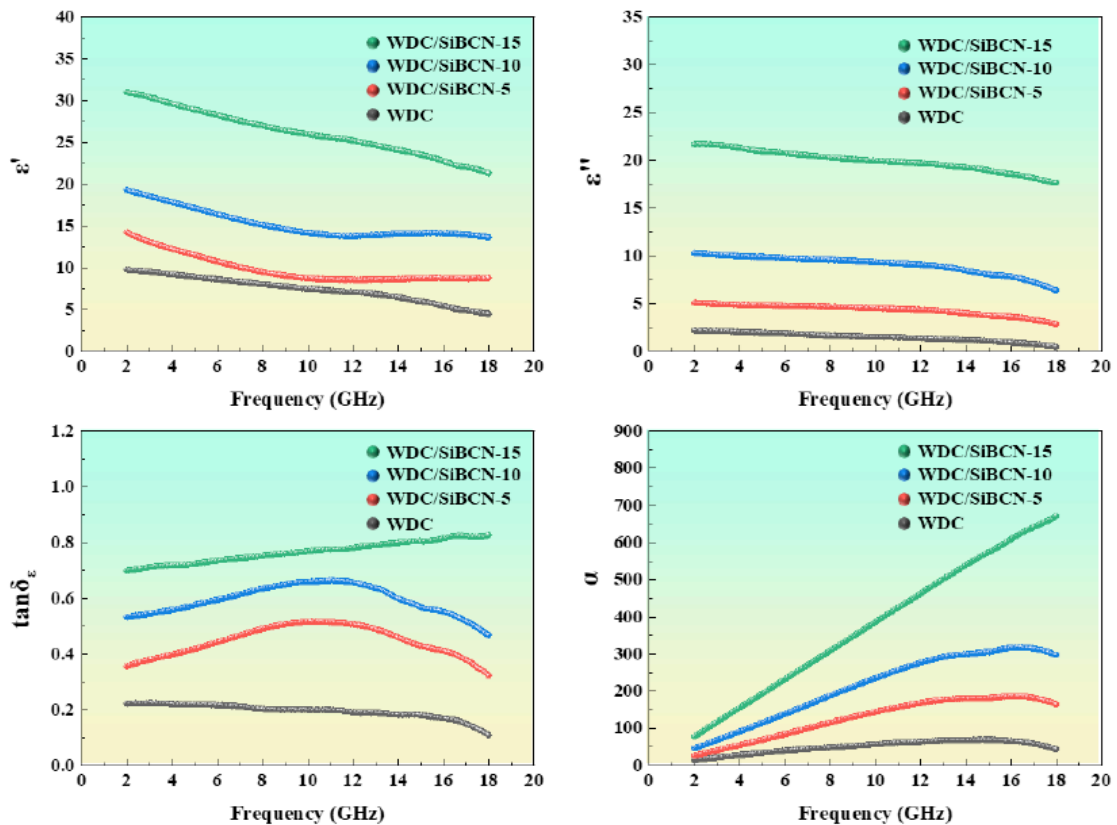 40
35
30
25
20
15
10
5
0
ε'
WDC/SiBCN-15
WDC/SiBCN-10
WDC/SiBCN-5
WDC
0 2 4 6 8 10 12 14 16 18 20
Frequency (GHz)
35
30
25
20
15
10
5
0
ε''
WDC/SiBCN-15
WDC/SiBCN-10
WDC/SiBCN-5
WDC
0 2 4 6 8 10 12 14 16 18 20
Frequency (GHz)
1.2
1.0
0.8
0.6
0.4
0.2
0.0
tanδε
WDC/SiBCN-15
WDC/SiBCN-10
WDC/SiBCN-5
WDC
0 2 4 6 8 10 12 14 16 18 20
Frequency (GHz)
900
800
700
600
500
400
300
200
100
0
α
WDC/SiBCN-15
WDC/SiBCN-10
WDC/SiBCN-5
WDC
0 2 4 6 8 10 12 14 16 18 20
Frequency (GHz)